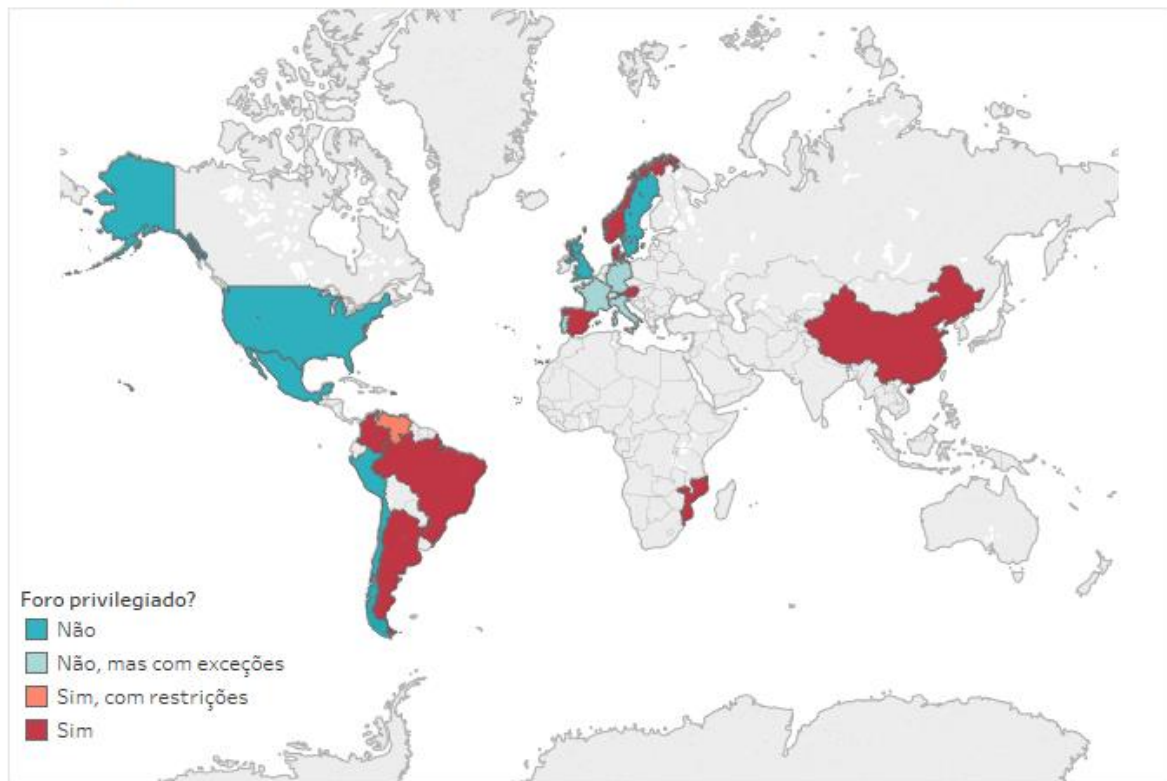 Foro privilegiado?
Não
Não, mas com exceções
Sim, com restrições
Sim